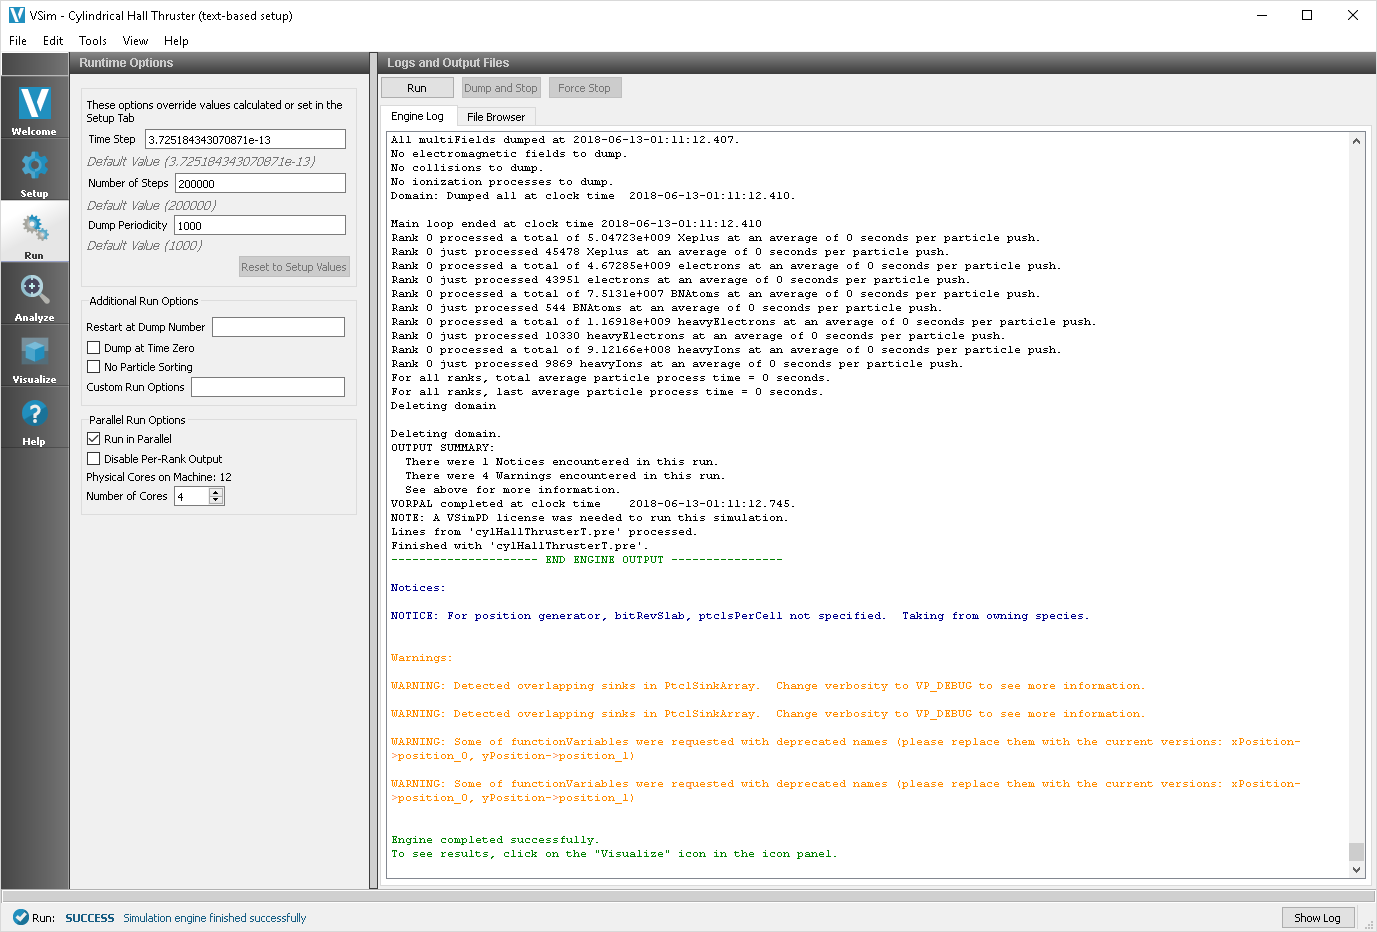 VSim - Cylindrical Hall Thruster (text-based setup)
File Edit Tools View Help
Welcome
Setup
Run
Analyze
Visualize
Help
Runtime Options
These options override values calculated or set in the
Setup Tab
Time Step 3.725184343070871e-13
Default Value (3.725184343070871e-13)
Number of Steps 200000
Default Value (200000)
Dump Periodicity 1000
Default Value (1000)
Reset to Setup Values
Additional Run Options
Restart at Dump Number
Dump at Time Zero
No Particle Sorting
Custom Run Options
Parallel Run Options
Run in Parallel
Disable Per-Rank Output
Physical Cores on Machine: 12
Number of Cores 4
Logs and Output Files
Run Dump and Stop Force Stop
Engine Log File Browser
All multiFields dumped at 2018-06-13-01:11:12.407.
No electromagnetic fields to dump.
No collisions to dump.
No ionization processes to dump.
Domain: Dumped all at clock time  2018-06-13-01:11:12.410.
Main loop ended at clock time 2018-06-13-01:11:12.410
Rank 0 processed a total of 5.04723e+009 Xeplus at an average of 0 seconds per particle push.
Rank 0 just processed 45478 Xeplus at an average of 0 seconds per particle push.
Rank 0 processed a total of 4.67285e+009 electrons at an average of 0 seconds per particle push.
Rank 0 just processed 43951 electrons at an average of 0 seconds per particle push.
Rank 0 processed a total of 7.5131e+007 BNAtoms at an average of 0 seconds per particle push.
Rank 0 just processed 544 BNAtoms at an average of 0 seconds per particle push.
Rank 0 processed a total of 1.16918e+009 heavyElectrons at an average of 0 seconds per particle push.
Rank 0 just processed 10330 heavyElectrons at an average of 0 seconds per particle push.
Rank 0 processed a total of 9.12166e+008 heavyIons at an average of 0 seconds per particle push.
Rank 0 just processed 9869 heavyIons at an average of 0 seconds per particle push.
For all ranks, total average particle process time = 0 seconds.
For all ranks, last average particle process time = 0 seconds.
Deleting domain
Deleting domain.
OUTPUT SUMMARY:
There were 1 Notices encountered in this run.
There were 4 Warnings encountered in this run.
See above for more information.
VORPAL completed at clock time    2018-06-13-01:11:12.745.
NOTE: A VSimPD license was needed to run this simulation.
Lines from 'cylHallThrusterT.pre' processed.
Finished with 'cylHallThrusterT.pre'.
--------------------- END ENGINE OUTPUT ----------------
Notices:
NOTICE: For position generator, bitRevSlab, ptclsPerCell not specified.  Taking from owning species.
Warnings:
WARNING: Detected overlapping sinks in PtclSinkArray.  Change verbosity to VP_DEBUG to see more information.
WARNING: Detected overlapping sinks in PtclSinkArray.  Change verbosity to VP_DEBUG to see more information.
WARNING: Some of functionVariables were requested with deprecated names (please replace them with the current versions: xPosition-
>position_0, yPosition->position_1)
WARNING: Some of functionVariables were requested with deprecated names (please replace them with the current versions: xPosition-
>position_0, yPosition->position_1)
Engine completed successfully.
To see results, click on the "Visualize" icon in the icon panel.
Run: SUCCESS Simulation engine finished successfully
Show Log